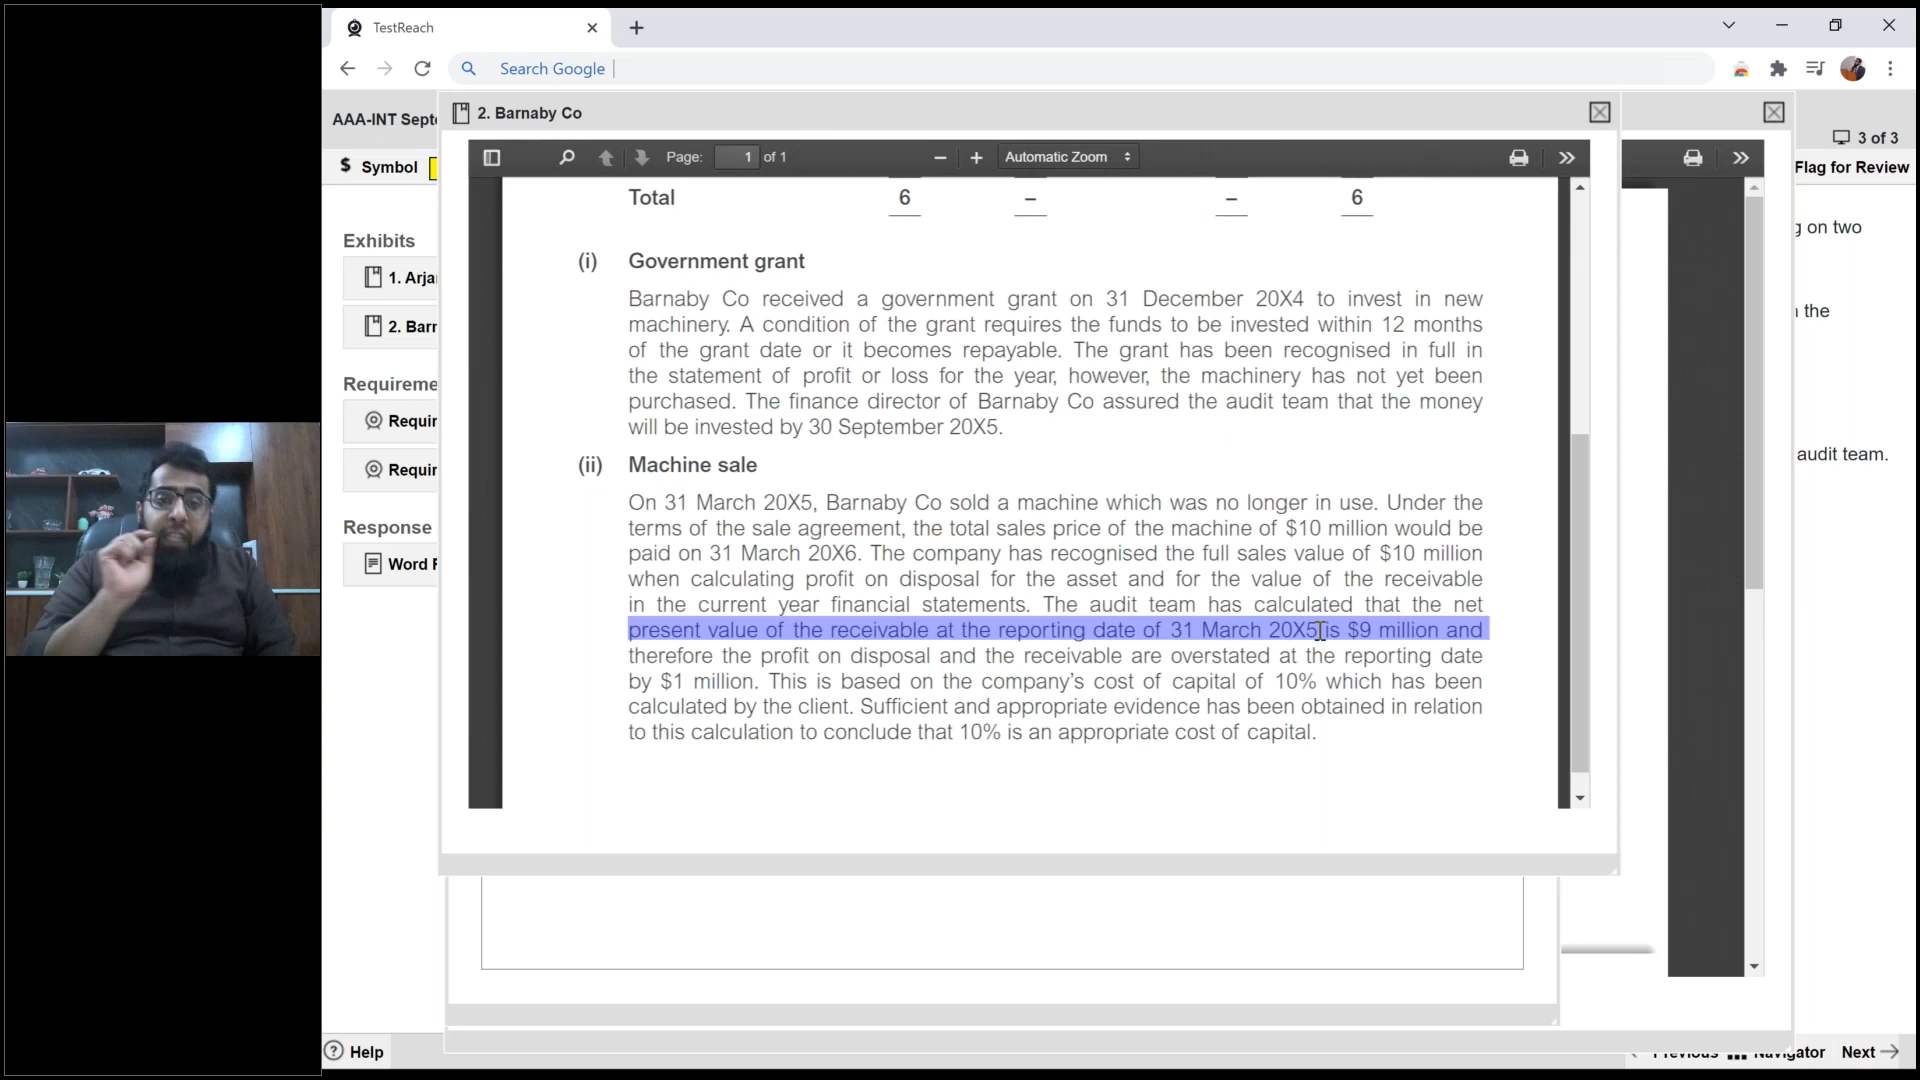 TestReach
Search Google
2. Barnaby Co
AAA-INT Septe
3 of 3
$ Symbol
Page: 1 of 1
Automatic Zoom
Flag for Review
Total 6 – – 6
g on two
Exhibits
(i) Government grant
1. Arja
Barnaby Co received a government grant on 31 December 20X4 to invest in new
machinery. A condition of the grant requires the funds to be invested within 12 months
the
2. Barr
of the grant date or it becomes repayable. The grant has been recognised in full in
the statement of profit or loss for the year, however, the machinery has not yet been
Requireme
purchased. The finance director of Barnaby Co assured the audit team that the money
Requir
will be invested by 30 September 20X5.
audit team.
(ii) Machine sale
Requir
On 31 March 20X5, Barnaby Co sold a machine which was no longer in use. Under the
Response
terms of the sale agreement, the total sales price of the machine of $10 million would be
paid on 31 March 20X6. The company has recognised the full sales value of $10 million
Word F
when calculating profit on disposal for the asset and for the value of the receivable
in the current year financial statements. The audit team has calculated that the net
present value of the receivable at the reporting date of 31 March 20X5 is $9 million and
therefore the profit on disposal and the receivable are overstated at the reporting date
by $1 million. This is based on the company's cost of capital of 10% which has been
calculated by the client. Sufficient and appropriate evidence has been obtained in relation
to this calculation to conclude that 10% is an appropriate cost of capital.
Help
Previous
Navigator
Next